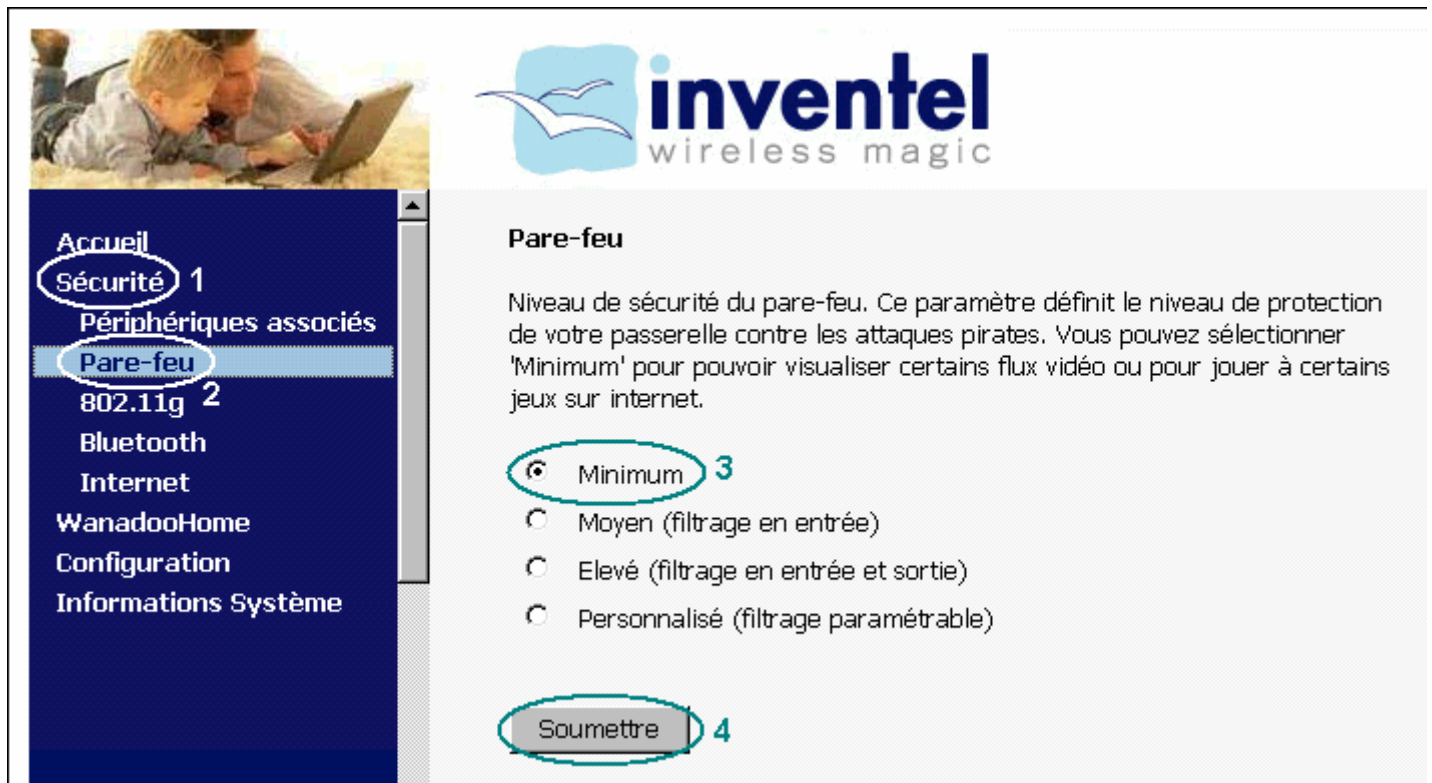 inventel
wireless magic
Accueil
Sécurité 1
Périphériques associés
Pare-feu
2
802.11g
Bluetooth
Internet
WanadooHome
Configuration
Informations Système
Pare-feu
Niveau de sécurité du pare-feu. Ce paramètre définit le niveau de protection
de votre passerelle contre les attaques pirates. Vous pouvez sélectionner
'Minimum' pour pouvoir visualiser certains flux vidéo ou pour jouer à certains
jeux sur internet.
Minimum 3
Moyen (filtrage en entrée)
Elevé (filtrage en entrée et sortie)
Personnalisé (filtrage paramétrable)
Soumettre 4